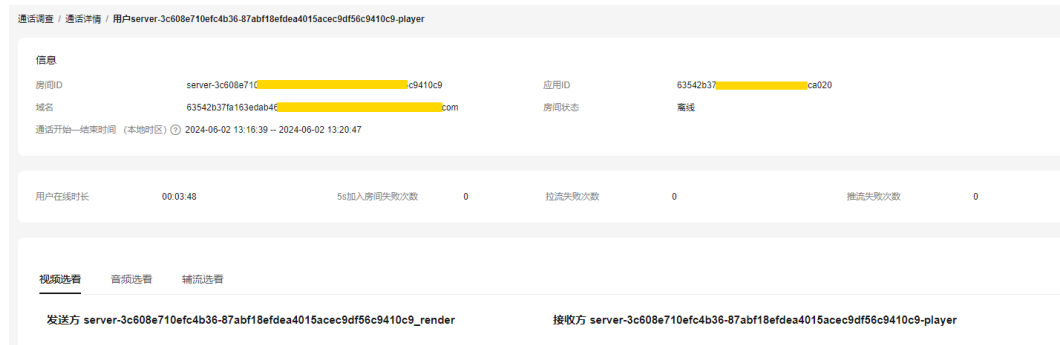 通话调查 / 通话详情 / 用户server-3c608e710efc4b36-87abf18efdea4015acec9df56c9410c9-player
信息
房间ID server-3c608e710 c9410c9 应用ID 63542b37 ca020
域名 63542b37fa163edab46 com 房间状态 离线
通话开始—结束时间 (本地时区) ? 2024-06-02 13:16:39 -- 2024-06-02 13:20:47
用户在线时长 00:03:48 5s加入房间失败次数 0 拉流失败次数 0 推流失败次数 0
视频选看 音频选看 辅流选看
发送方 server-3c608e710efc4b36-87abf18efdea4015acec9df56c9410c9_render 接收方 server-3c608e710efc4b36-87abf18efdea4015acec9df56c9410c9-player